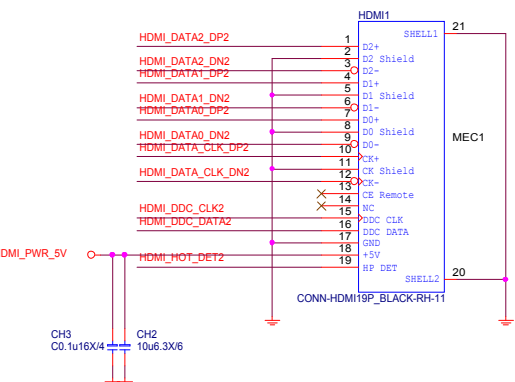 HDMI1
HDMI_DATA2_DP2 1 D2+ SHELL1 21
2 D2 Shield
HDMI_DATA2_DN2 3 D2-
HDMI_DATA1_DP2 4 D1+
5 D1 Shield
HDMI_DATA1_DN2 6 D1-
HDMI_DATA0_DP2 7 D0+
8 D0 Shield MEC1
HDMI_DATA0_DN2 9 D0-
HDMI_DATA_CLK_DP2 10 CK+
11 CK Shield
HDMI_DATA_CLK_DN2 12 CK-
13 CE Remote
14 NC
HDMI_DDC_CLK2 15 DDC CLK
HDMI_DDC_DATA2 16 DDC DATA
17 GND
DMI_PWR_5V 18 +5V
HDMI_HOT_DET2 19 HP DET
SHELL2 20
CONN-HDMI19P_BLACK-RH-11
CH3 CH2
C0.1u16X/4 10u6.3X/6